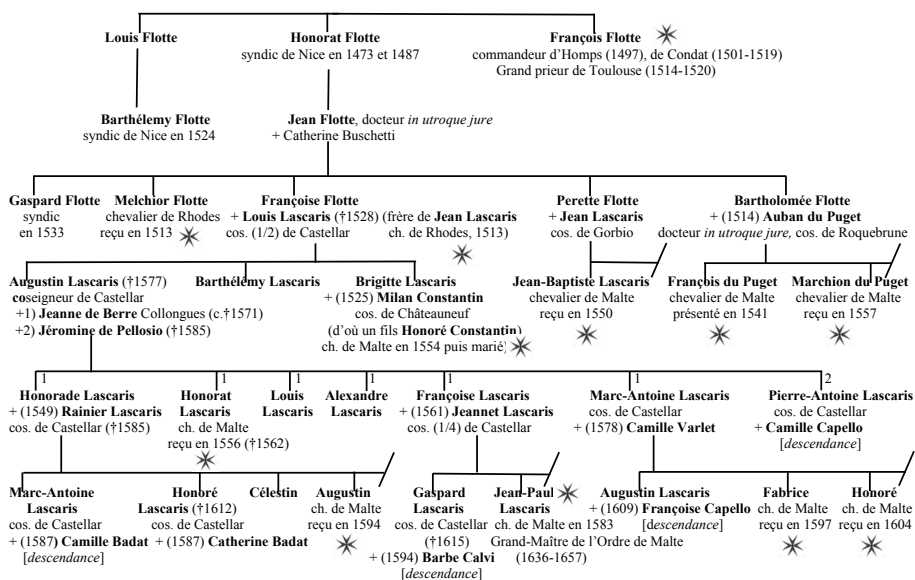 Louis Flotte
Honorat Flotte
syndic de Nice en 1473 et 1487
François Flotte
commandeur d'Homps (1497), de Condat (1501-1519)
Grand prieur de Toulouse (1514-1520)
Barthélemy Flotte
syndic de Nice en 1524
Jean Flotte, docteur in utroque jure
+ Catherine Buschetti
Gaspard Flotte
syndic
en 1533
Melchior Flotte
chevalier de Rhodes
reçu en 1513
Françoise Flotte
+ Louis Lascaris (†1528) (frère de Jean Lascaris
cos. (1/2) de Castellar
ch. de Rhodes, 1513)
Perette Flotte
+ Jean Lascaris
cos. de Gorbio
Bartholomée Flotte
+ (1514) Auban du Puget
docteur in utroque jure, cos. de Roquebrune
Augustin Lascaris (†1577)
coseigneur de Castellar
+1) Jeanne de Berre Collongues (c.†1571)
+2) Jéromine de Pellosio (†1585)
Barthélémy Lascaris
Brigitte Lascaris
+ (1525) Milan Constantin
cos. de Châteauneuf
(d'où un fils Honoré Constantin)
ch. de Malte en 1554 puis marié)
Jean-Baptiste Lascaris
chevalier de Malte
reçu en 1550
François du Puget
chevalier de Malte
présenté en 1541
Marchion du Puget
chevalier de Malte
reçu en 1557
1
Honorade Lascaris
+ (1549) Rainier Lascaris
cos. de Castellar (†1585)
1
Honorat
Lascaris
ch. de Malte
reçu en 1556 (†1562)
1
Louis
Lascaris
1
Alexandre
Lascaris
1
Françoise Lascaris
+ (1561) Jeannet Lascaris
cos. (1/4) de Castellar
1
Marc-Antoine Lascaris
cos. de Castellar
+ (1578) Camille Varlet
2
Pierre-Antoine Lascaris
cos. de Castellar
+ Camille Capello
[descendance]
Marc-Antoine
Lascaris
cos. de Castellar
+ (1587) Camille Badat
[descendance]
Honoré
Lascaris (†1612)
cos. de Castellar
+ (1587) Catherine Badat
Célestin
Augustin
ch. de Malte
reçu en 1594
Gaspard
Lascaris
cos. de Castellar
(†1615)
+ (1594) Barbe Calvi
[descendance]
Jean-Paul
Lascaris
ch. de Malte en 1583
Grand-Maître de l'Ordre de Malte
(1636-1657)
Augustin Lascaris
+ (1609) Françoise Capello
[descendance]
Fabrice
ch. de Malte
reçu en 1597
Honoré
ch. de Malte
reçu en 1604